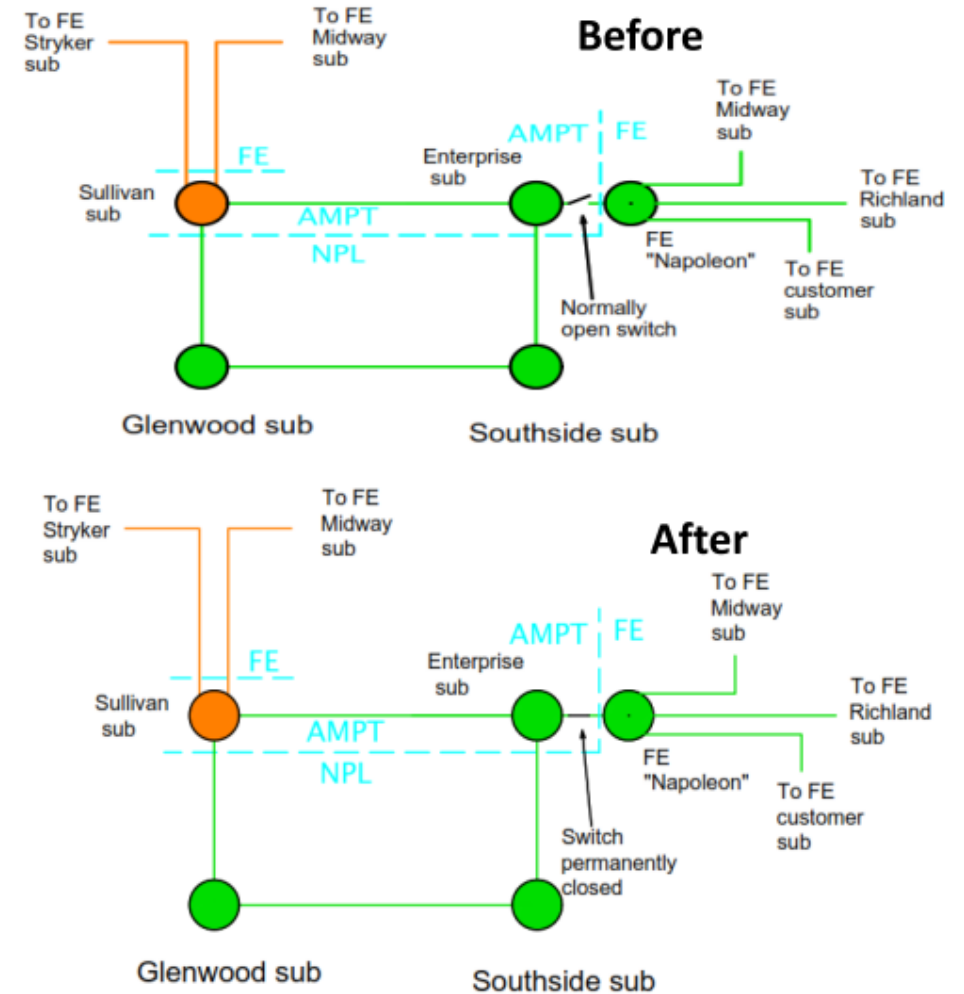 Before
To FE
Stryker
sub
To FE
Midway
sub
To FE
Midway
sub
AMPT
FE
Enterprise
sub
FE
Sullivan
sub
To FE
Richland
sub
AMPT
NPL
FE
"Napoleon"
To FE
customer
sub
Normally
open switch
Glenwood sub
Southside sub
To FE
Stryker
sub
To FE
Midway
sub
After
To FE
Midway
sub
AMPT
FE
Enterprise
sub
FE
Sullivan
sub
To FE
Richland
sub
AMPT
NPL
FE
"Napoleon"
To FE
customer
sub
Switch
permanently
closed
Glenwood sub
Southside sub